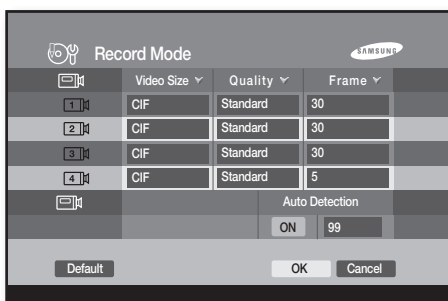 Record Mode
SAMSUNG
Video Size Quality Frame
1 CIF Standard 30
2 CIF Standard 30
3 CIF Standard 30
4 CIF Standard 5
Auto Detection
ON 99
Default OK Cancel